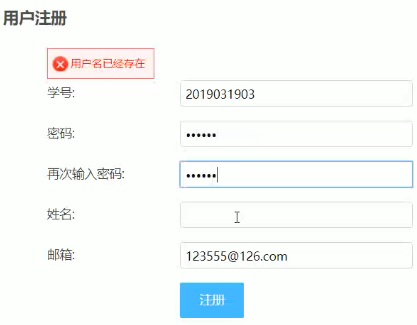 用户注册
用户名已经存在
学号: 2019031903
密码: ••••••
再次输入密码: ••••••
姓名:
邮箱: 123555@126.com
注册